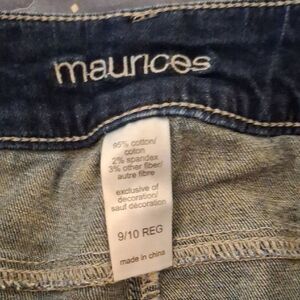 maurices
95% cotton/
coton
2% spandex
3% other fiber/
autre fibre
exclusive of
decoration/
sauf décoration
9/10 REG
made in china